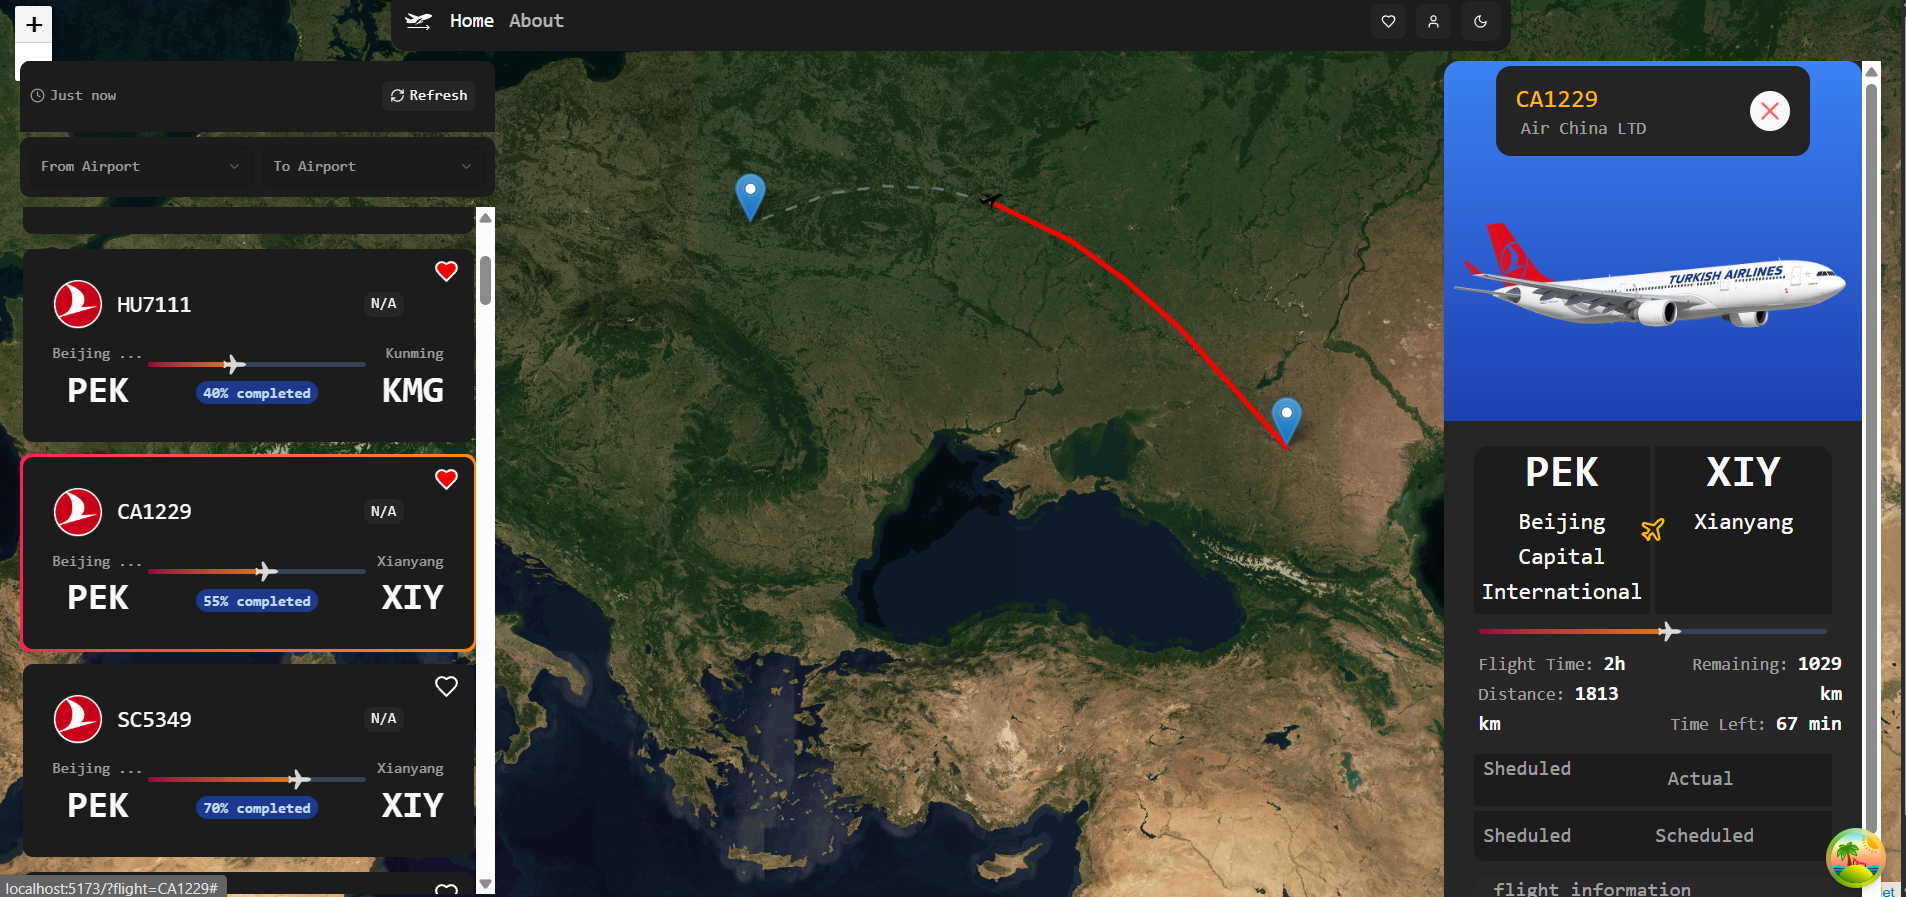 +
Home About
Just now
Refresh
From Airport
To Airport
HU7111
N/A
Beijing ...
Kunming
PEK
40% completed
KMG
CA1229
N/A
Beijing ...
Xianyang
PEK
55% completed
XIY
SC5349
N/A
Beijing ...
Xianyang
PEK
70% completed
XIY
localhost:5173/?flight=CA1229#
CA1229
Air China LTD
TURKISH AIRLINES
PEK
XIY
Beijing
Capital
International
Xianyang
Flight Time: 2h
Remaining: 1029
km
Distance: 1813
km
Time Left: 67 min
Sheduled
Actual
Sheduled
Scheduled
flight information
et